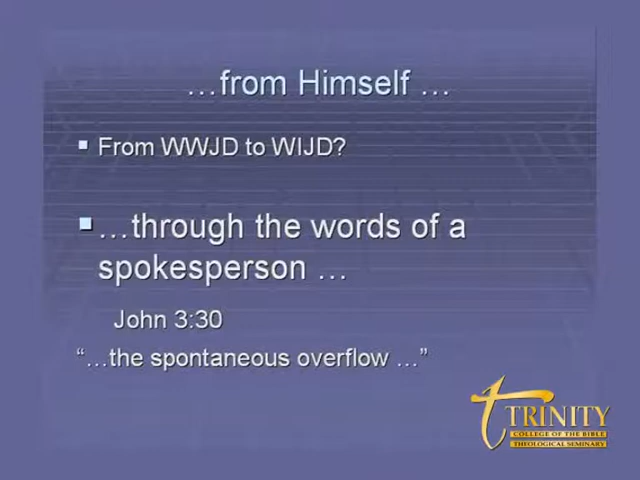 …from Himself …
From WWJD to WIJD?
…through the words of a
spokesperson …
John 3:30
“…the spontaneous overflow …”
TRINITY
COLLEGE OF THE BIBLE
THEOLOGICAL SEMINARY